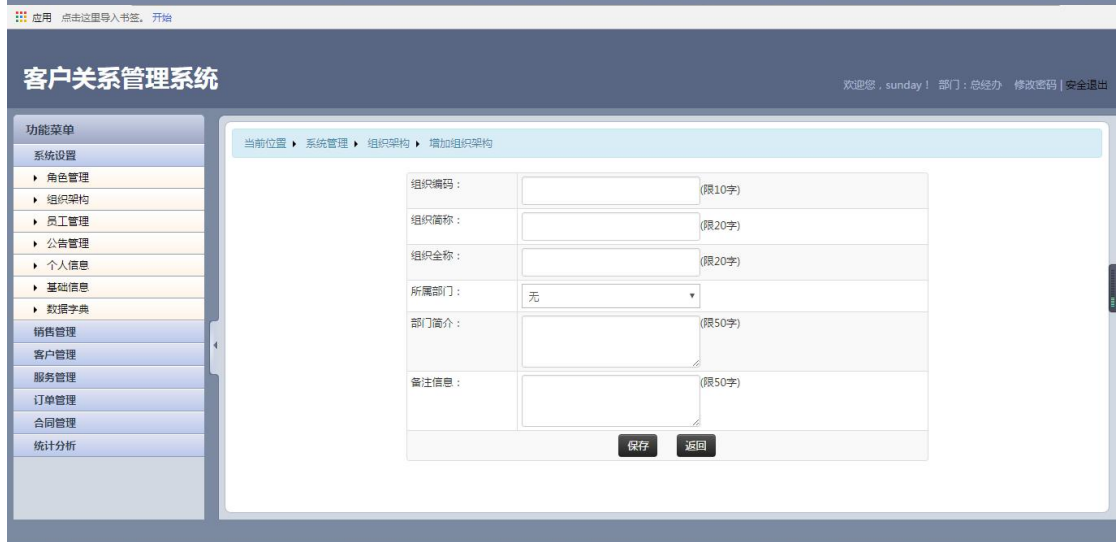 应用 点击这里导入书签。 开始
客户关系管理系统
欢迎您，sunday！ 部门：总经办 修改密码 | 安全退出
功能菜单
系统设置
角色管理
组织架构
员工管理
公告管理
个人信息
基础信息
数据字典
销售管理
客户管理
服务管理
订单管理
合同管理
统计分析
当前位置 系统管理 组织架构 增加组织架构
组织编码： (限10字)
组织简称： (限20字)
组织全称： (限20字)
所属部门： 无
部门简介： (限50字)
备注信息： (限50字)
保存 返回